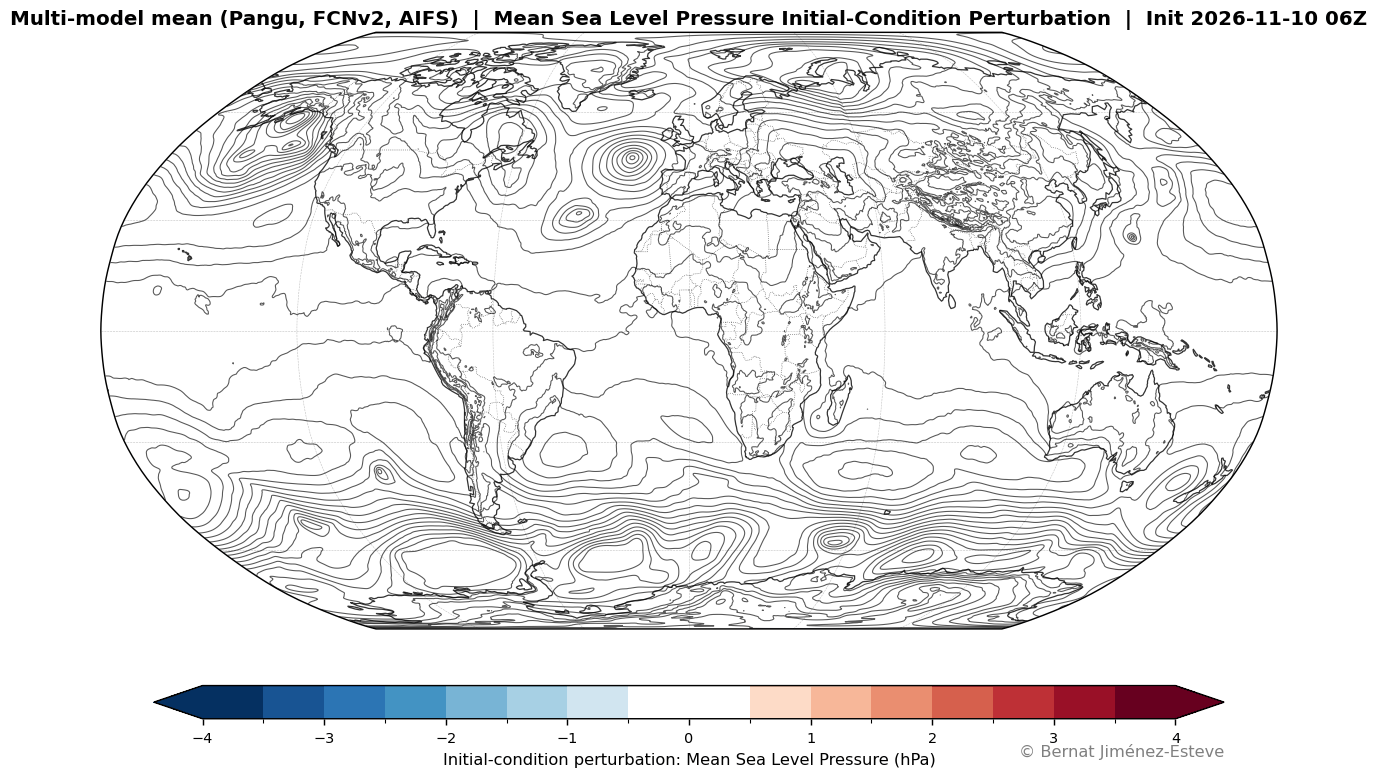 Multi-model mean (Pangu, FCNv2, AIFS) | Mean Sea Level Pressure Initial-Condition Perturbation | Init 2026-11-10 06Z
−4 −3 −2 −1 0 1 2 3 4
Initial-condition perturbation: Mean Sea Level Pressure (hPa)
© Bernat Jiménez-Esteve